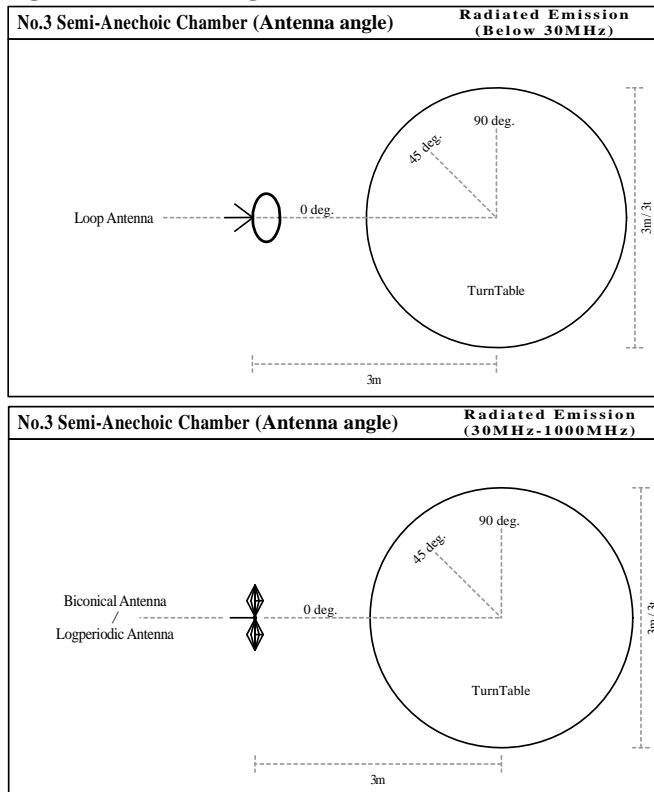 No.3 Semi-Anechoic Chamber (Antenna angle)
Radiated Emission
(Below 30MHz)
90 deg.
45 deg.
0 deg.
Loop Antenna
3m / 3t
TurnTable
3m
No.3 Semi-Anechoic Chamber (Antenna angle)
Radiated Emission
(30MHz-1000MHz)
90 deg.
45 deg.
0 deg.
Biconical Antenna
/
Logperiodic Antenna
3m / 3t
TurnTable
3m